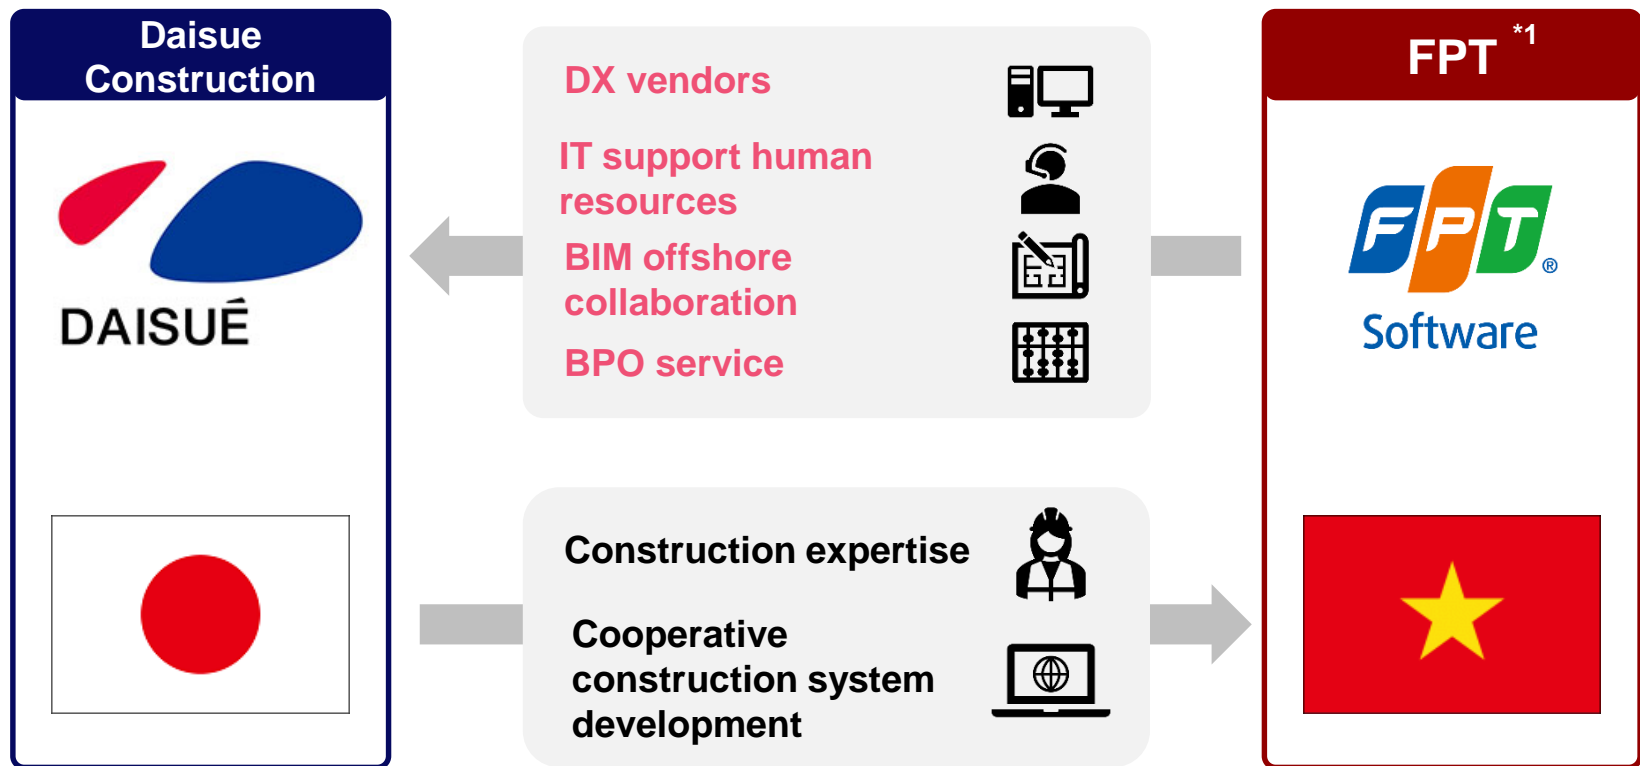 Daisue
Construction
DAISUÉ
DX vendors
IT support human
resources
BIM offshore
collaboration
BPO service
Construction expertise
Cooperative
construction system
development
FPT *1
FPT®
Software